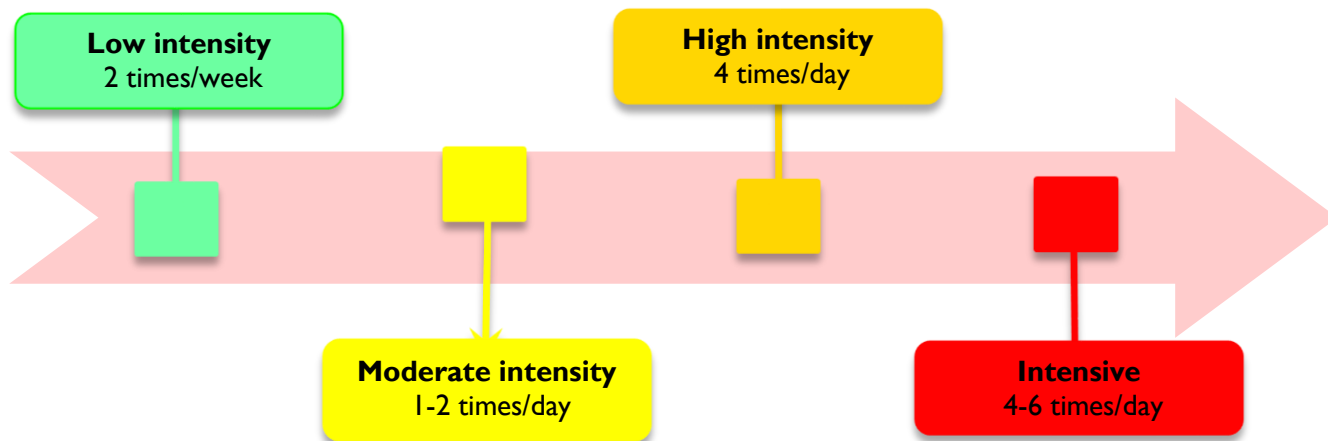 Low intensity
2 times/week
High intensity
4 times/day
Moderate intensity
1-2 times/day
Intensive
4-6 times/day